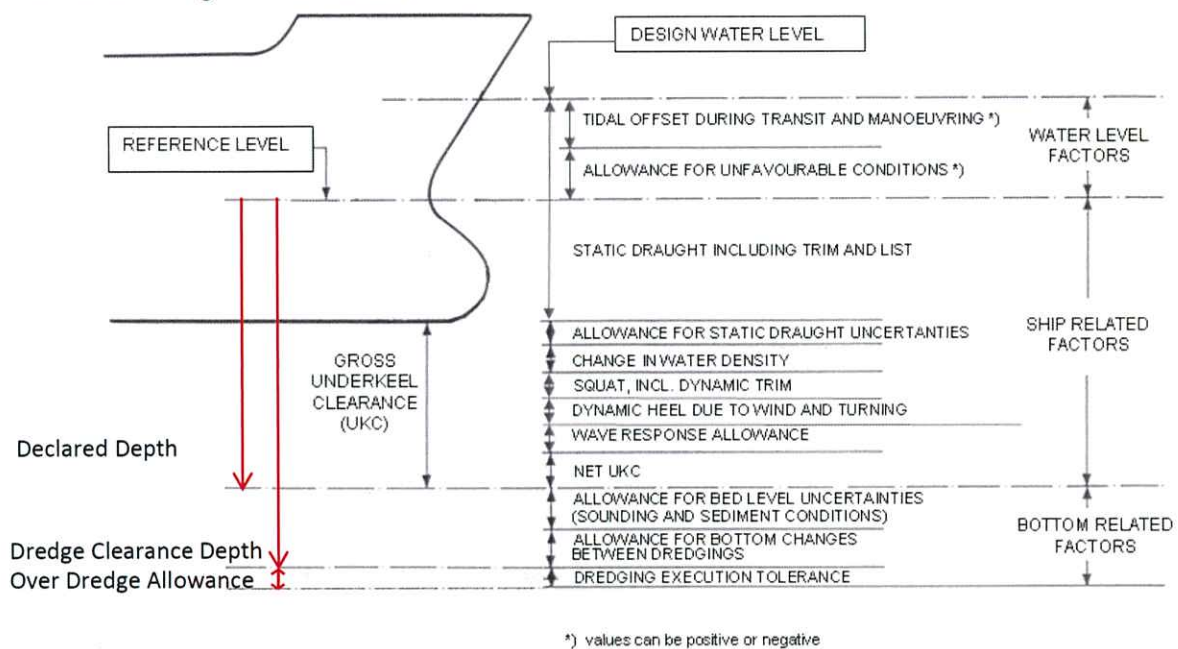 DESIGN WATER LEVEL
TIDAL OFFSET DURING TRANSIT AND MANOEUVRING *)
WATER LEVEL
FACTORS
REFERENCE LEVEL
ALLOWANCE FOR UNFAVOURABLE CONDITIONS *)
STATIC DRAUGHT INCLUDING TRIM AND LIST
SHIP RELATED
FACTORS
ALLOWANCE FOR STATIC DRAUGHT UNCERTANTIES
GROSS
UNDERKEEL
CLEARANCE
(UKC)
CHANGE IN WATER DENSITY
SQUAT, INCL. DYNAMIC TRIM
DYNAMIC HEEL DUE TO WIND AND TURNING
WAVE RESPONSE ALLOWANCE
Declared Depth
NET UKC
ALLOWANCE FOR BED LEVEL UNCERTAINTIES
(SOUNDING AND SEDIMENT CONDITIONS)
BOTTOM RELATED
FACTORS
ALLOWANCE FOR BOTTOM CHANGES
BETWEEN DREDGINGS
Dredge Clearance Depth
Over Dredge Allowance
DREDGING EXECUTION TOLERANCE
*) values can be positive or negative